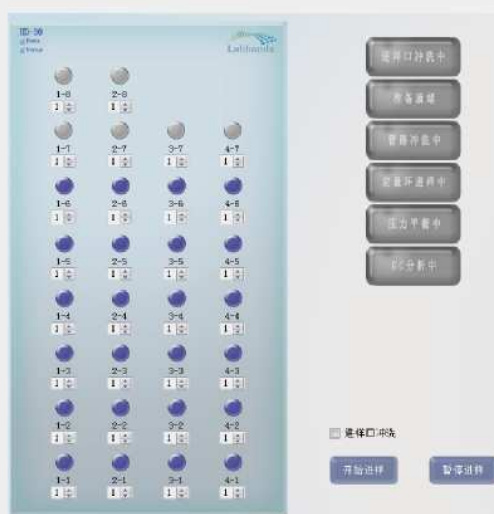 Labhands
1-8 2-8
1 1
1-7 2-7 3-7 4-7
1 1 1 1
1-6 2-6 3-6 4-6
1 1 1 1
1-5 2-5 3-5 4-5
1 1 1 1
1-4 2-4 3-4 4-4
1 1 1 1
1-3 2-3 3-3 4-3
1 1 1 1
1-2 2-2 3-2 4-2
1 1 1 1
1-1 2-1 3-1 4-1
1 1 1 1
进样口冲洗中
准备就绪
管路冲洗中
定量环进样中
压力平衡中
GC分析中
进样口冲洗
开始进样
暂停进样